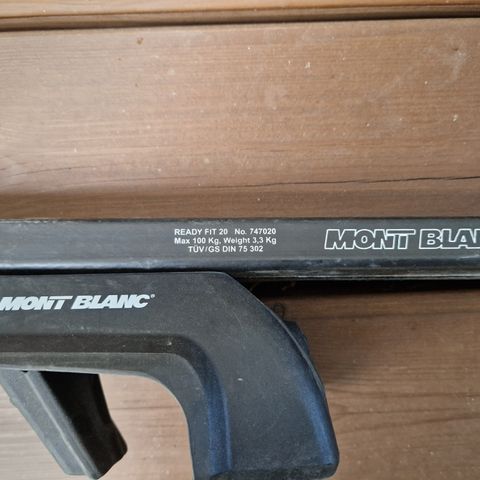 READY FIT 20 No. 747020
Max 100 Kg, Weight 3,3 Kg
TÜV/GS DIN 75 302
MONT BLAN
MONT BLANC®